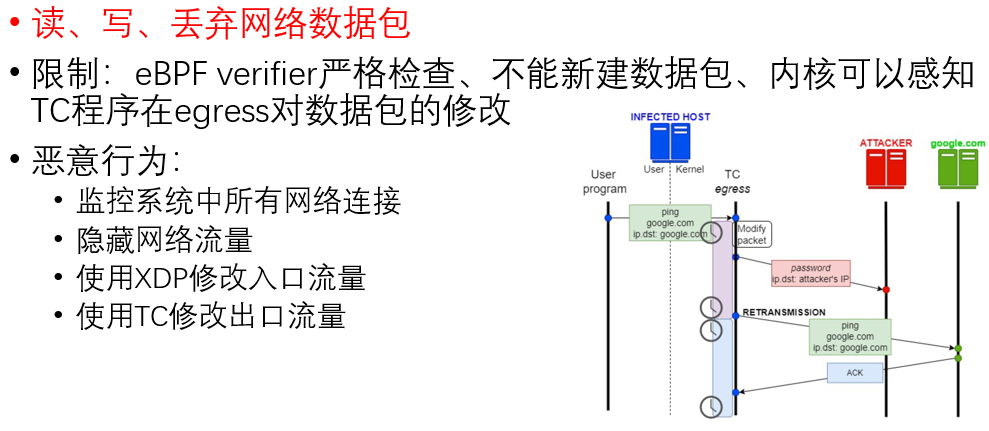 • 读、写、丢弃网络数据包
• 限制：eBPF verifier严格检查、不能新建数据包、内核可以感知
TC程序在egress对数据包的修改
• 恶意行为：
• 监控系统中所有网络连接
• 隐藏网络流量
• 使用XDP修改入口流量
• 使用TC修改出口流量
INFECTED HOST
User Kernel
User
program
TC
egress
ATTACKER
google.com
ping
google.com
ip.dst: google.com
Modify
packet
password
ip.dst: attacker's IP
RETRANSMISSION
ping
google.com
ip.dst: google.com
ACK